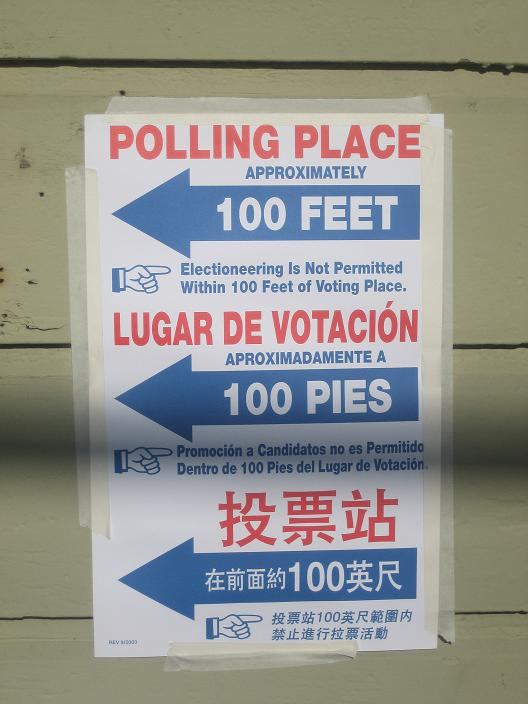 POLLING PLACE
APPROXIMATELY
100 FEET
Electioneering Is Not Permitted
Within 100 Feet of Voting Place.
LUGAR DE VOTACIÓN
APROXIMADAMENTE A
100 PIES
Promoción a Candidatos no es Permitido
Dentro de 100 Pies del Lugar de Votación.
投票站
在前面約100英尺
投票站100英尺範圍内
禁止進行拉票活動
REV 9/2003